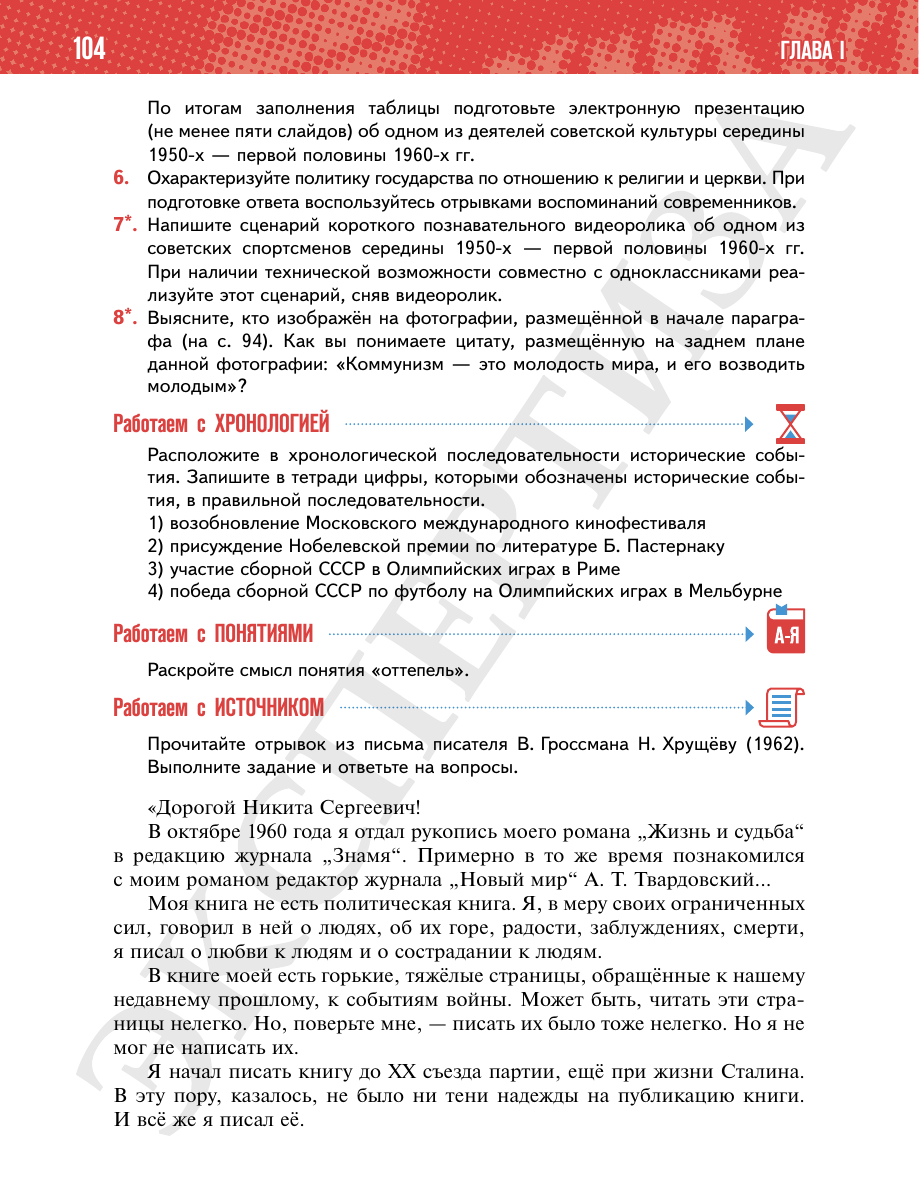 104
ГЛАВА I
По итогам заполнения таблицы подготовьте электронную презентацию
(не менее пяти слайдов) об одном из деятелей советской культуры середины
1950-х — первой половины 1960-х гг.
6. Охарактеризуйте политику государства по отношению к религии и церкви. При
подготовке ответа воспользуйтесь отрывками воспоминаний современников.
7*. Напишите сценарий короткого познавательного видеоролика об одном из
советских спортсменов середины 1950-х — первой половины 1960-х гг.
При наличии технической возможности совместно с одноклассниками реа-
лизуйте этот сценарий, сняв видеоролик.
8*. Выясните, кто изображён на фотографии, размещённой в начале парагра-
фа (на с. 94). Как вы понимаете цитату, размещённую на заднем плане
данной фотографии: «Коммунизм — это молодость мира, и его возводить
молодым»?
Работаем с ХРОНОЛОГИЕЙ
Расположите в хронологической последовательности исторические собы-
тия. Запишите в тетради цифры, которыми обозначены исторические собы-
тия, в правильной последовательности.
1) возобновление Московского международного кинофестиваля
2) присуждение Нобелевской премии по литературе Б. Пастернаку
3) участие сборной СССР в Олимпийских играх в Риме
4) победа сборной СССР по футболу на Олимпийских играх в Мельбурне
Работаем с ПОНЯТИЯМИ
А-Я
Раскройте смысл понятия «оттепель».
Работаем с ИСТОЧНИКОМ
Прочитайте отрывок из письма писателя В. Гроссмана Н. Хрущёву (1962).
Выполните задание и ответьте на вопросы.
«Дорогой Никита Сергеевич!
В октябре 1960 года я отдал рукопись моего романа „Жизнь и судьба“
в редакцию журнала „Знамя“. Примерно в то же время познакомился
с моим романом редактор журнала „Новый мир“ А. Т. Твардовский...
Моя книга не есть политическая книга. Я, в меру своих ограниченных
сил, говорил в ней о людях, об их горе, радости, заблуждениях, смерти,
я писал о любви к людям и о сострадании к людям.
В книге моей есть горькие, тяжёлые страницы, обращённые к нашему
недавнему прошлому, к событиям войны. Может быть, читать эти стра-
ницы нелегко. Но, поверьте мне, — писать их было тоже нелегко. Но я не
мог не написать их.
Я начал писать книгу до XX съезда партии, ещё при жизни Сталина.
В эту пору, казалось, не было ни тени надежды на публикацию книги.
И всё же я писал её.
ЭКСПЕРТИЗА